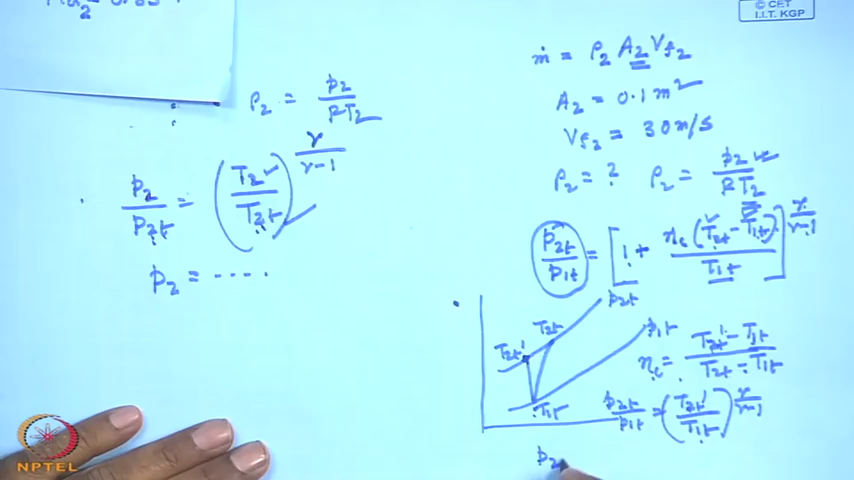 © CET
I.I.T. KGP
ρ₂ = p₂ / RT₂
p₂ / p₂t = (T₂ / T₂t)^(γ / γ-1)
p₂ = ----.
ṁ = ρ₂ A₂ Vf₂
A₂ = 0.1 m²
Vf₂ = 30 m/s
ρ₂ = ? ρ₂ = p₂ / RT₂
p₂t / p₁t = [1 + ηc (T₂t - T₁t) / T₁t]^(γ / γ-1)
p₂t
T₂t p₁t
T₂t' ηc = T₂t' - T₁t / T₂t - T₁t
T₁t p₂t / p₁t = (T₂t' / T₁t)^(γ / γ-1)
p₂
NPTEL